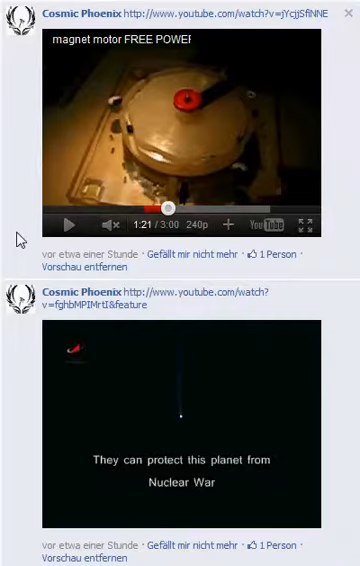 Cosmic Phoenix http://www.youtube.com/watch?v=jYcjjSfiNNE
magnet motor FREE POWER
1:21 / 3:00 240p YouTube
vor etwa einer Stunde · Gefällt mir nicht mehr · 1 Person ·
Vorschau entfernen
Cosmic Phoenix http://www.youtube.com/watch?
v=fghbMPIMrtI&feature
They can protect this planet from
Nuclear War
vor etwa einer Stunde · Gefällt mir nicht mehr · 1 Person ·
Vorschau entfernen